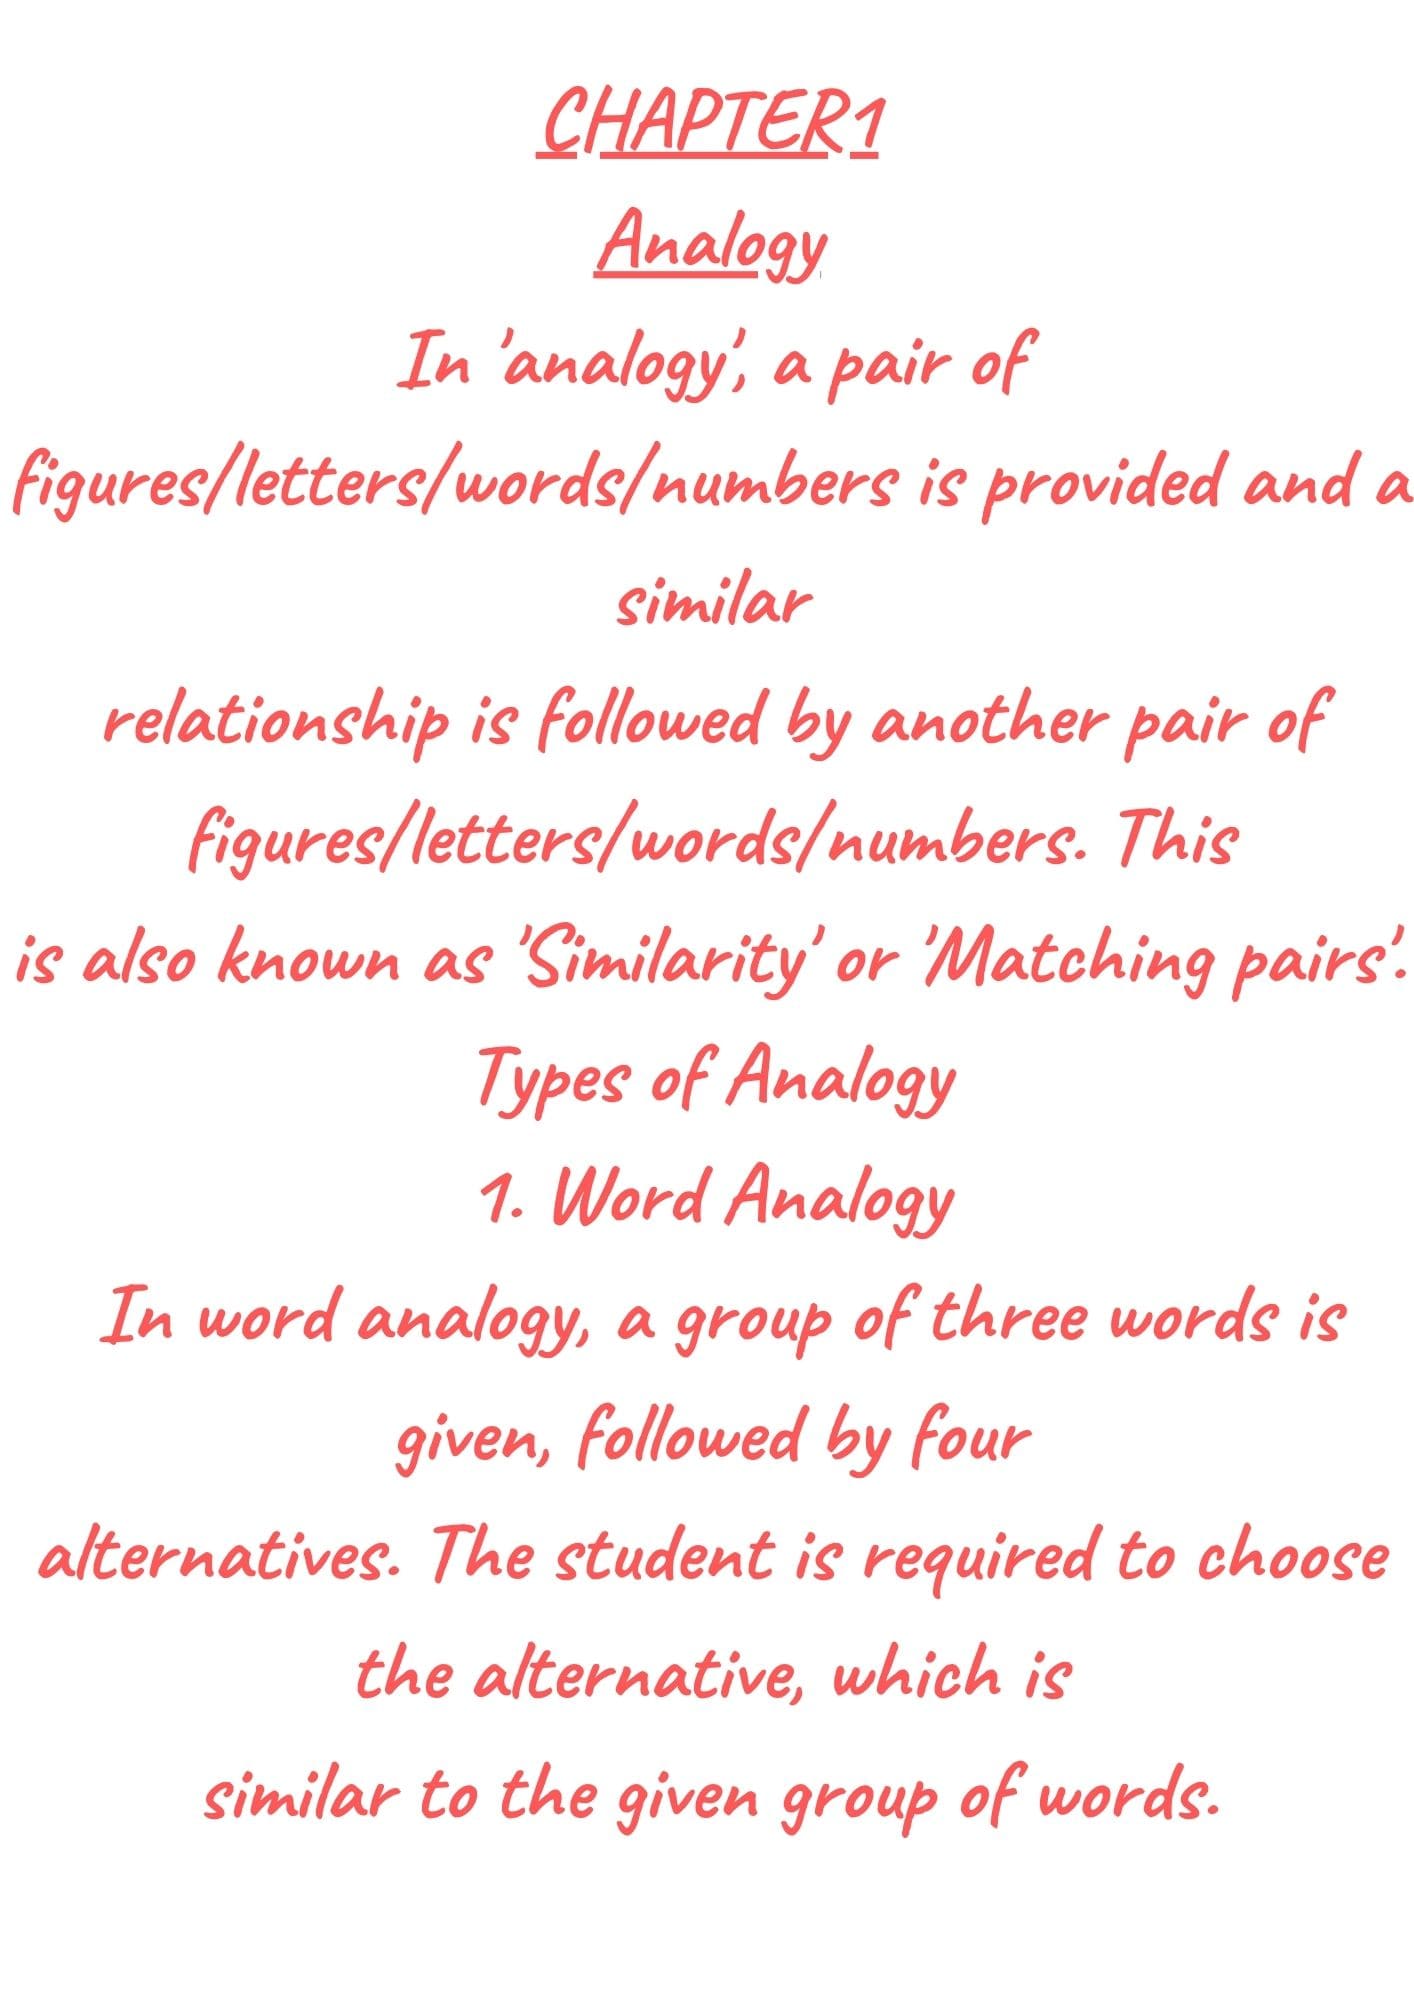 CHAPTER1
Analogy
In 'analogy', a pair of
figures/letters/words/numbers is provided and a
similar
relationship is followed by another pair of
figures/letters/words/numbers. This
is also known as 'Similarity' or 'Matching pairs'.
Types of Analogy
1. Word Analogy
In word analogy, a group of three words is
given, followed by four
alternatives. The student is required to choose
the alternative, which is
similar to the given group of words.